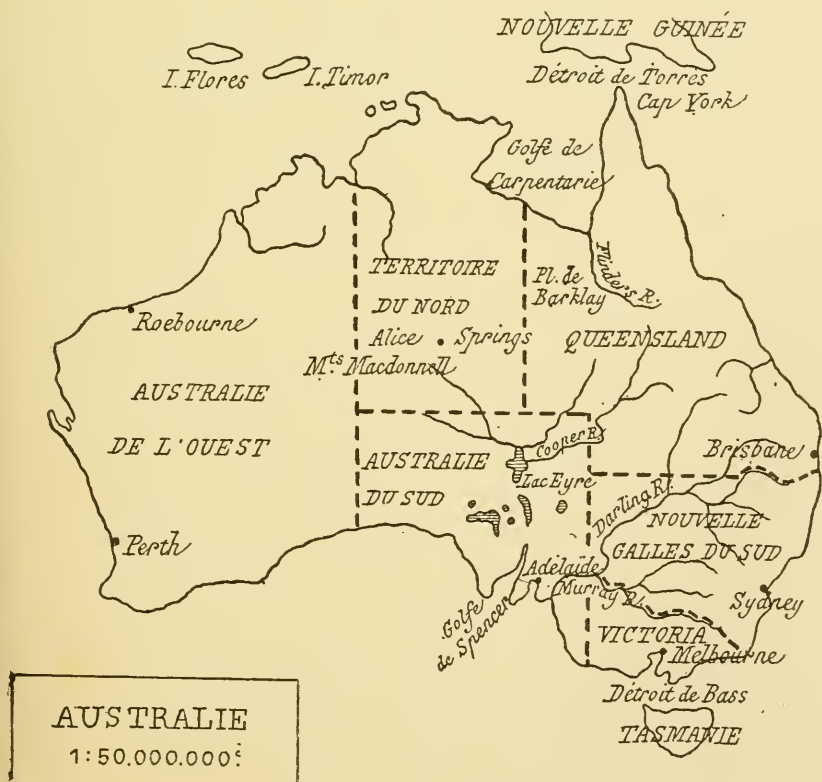 NOUVELLE GUINÉE
I. Flores
I. Timor
Détroit de Torres
Cap York
Golfe de
Carpentarie
Flinders R.
TERRITOIRE
DU NORD
Pl. de
Barklay
Roebourne
Alice Springs
QUEENSLAND
Mts Macdonnell
AUSTRALIE
DE L'OUEST
Cooper R.
Brisbane
AUSTRALIE
DU SUD
Lac Eyre
Darling R.
NOUVELLE
GALLES DU SUD
Perth
Adélaïde
Murray R.
Sydney
Golfe
de Spencer
VICTORIA
Melbourne
Détroit de Bass
TASMANIE
AUSTRALIE
1:50.000.000e